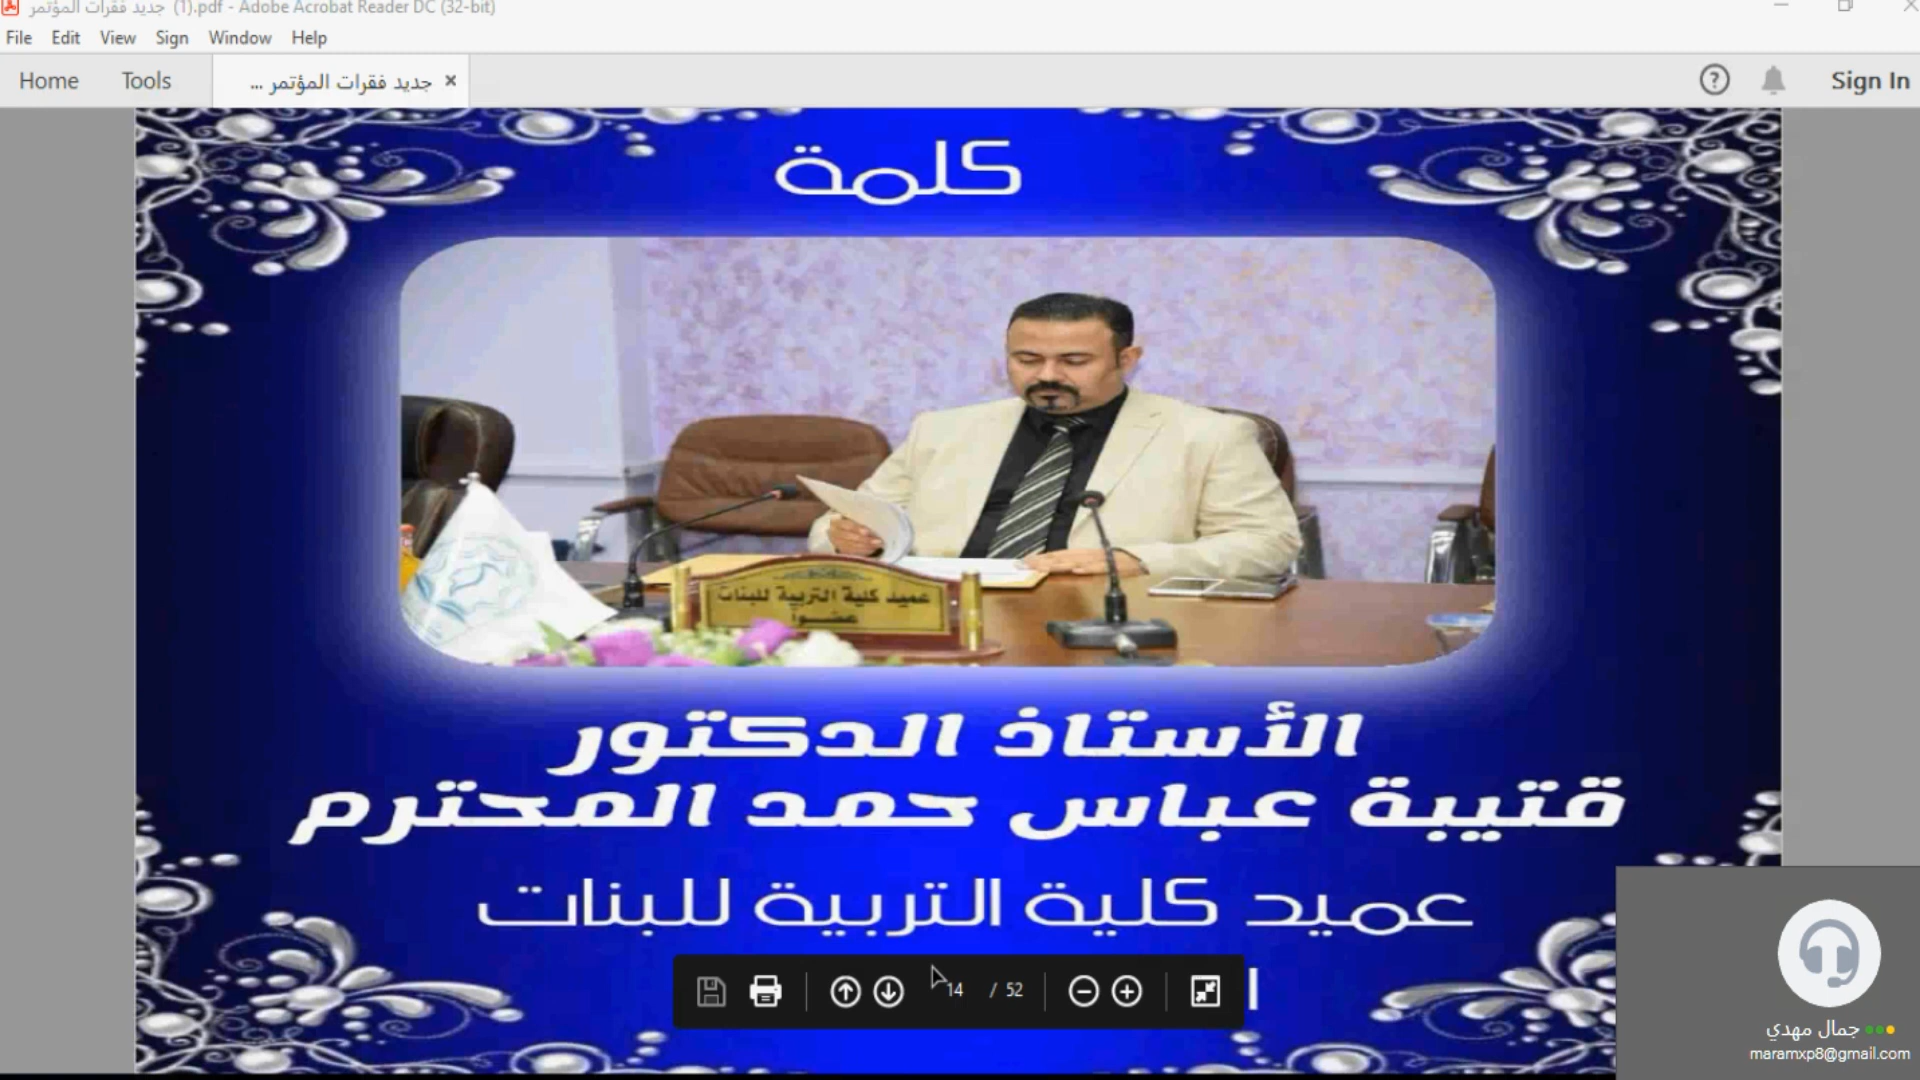 جديد فقرات المؤتمر (1).pdf - Adobe Acrobat Reader DC (32-bit)
File Edit View Sign Window Help
Home Tools جديد فقرات المؤتمر ... × ? Sign In
كلمة
عميد كلية التربية للبنات
عضـــوا
الأستاذ الدكتور
قتيبة عباس حمد المحترم
عميد كلية التربية للبنات
14 / 52
جمال مهدي
maramxp8@gmail.com